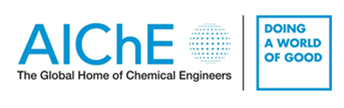 AIChE
The Global Home of Chemical Engineers
DOING
A WORLD
OF GOOD